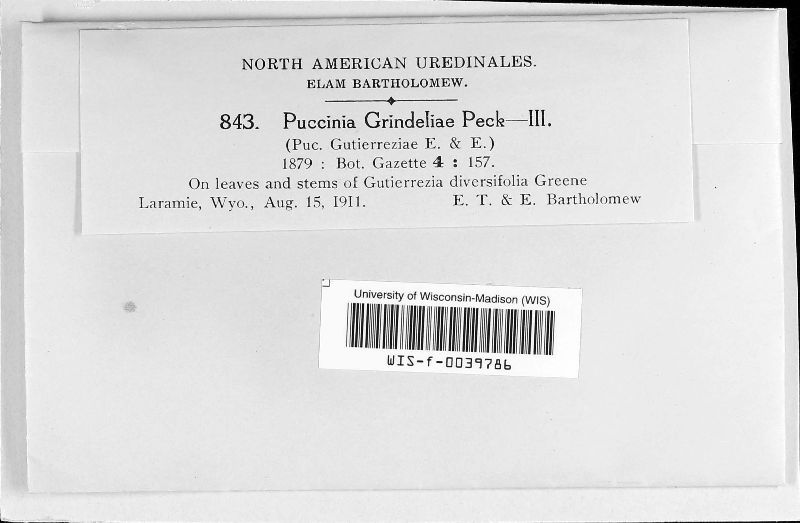 NORTH AMERICAN UREDINALES.
ELAM BARTHOLOMEW.
843. Puccinia Grindeliae Peck—III.
(Puc. Gutierreziae E. & E.)
1879 : Bot. Gazette 4 : 157.
On leaves and stems of Gutierrezia diversifolia Greene
Laramie, Wyo., Aug. 15, 1911. E. T. & E. Bartholomew
University of Wisconsin-Madison (WIS)
WIS-f-0039786